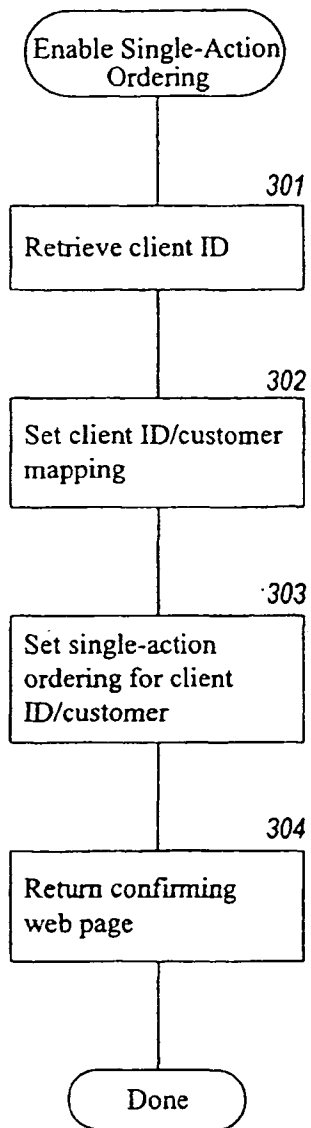 Enable Single-Action
Ordering
301
Retrieve client ID
302
Set client ID/customer
mapping
303
Set single-action
ordering for client
ID/customer
304
Return confirming
web page
Done